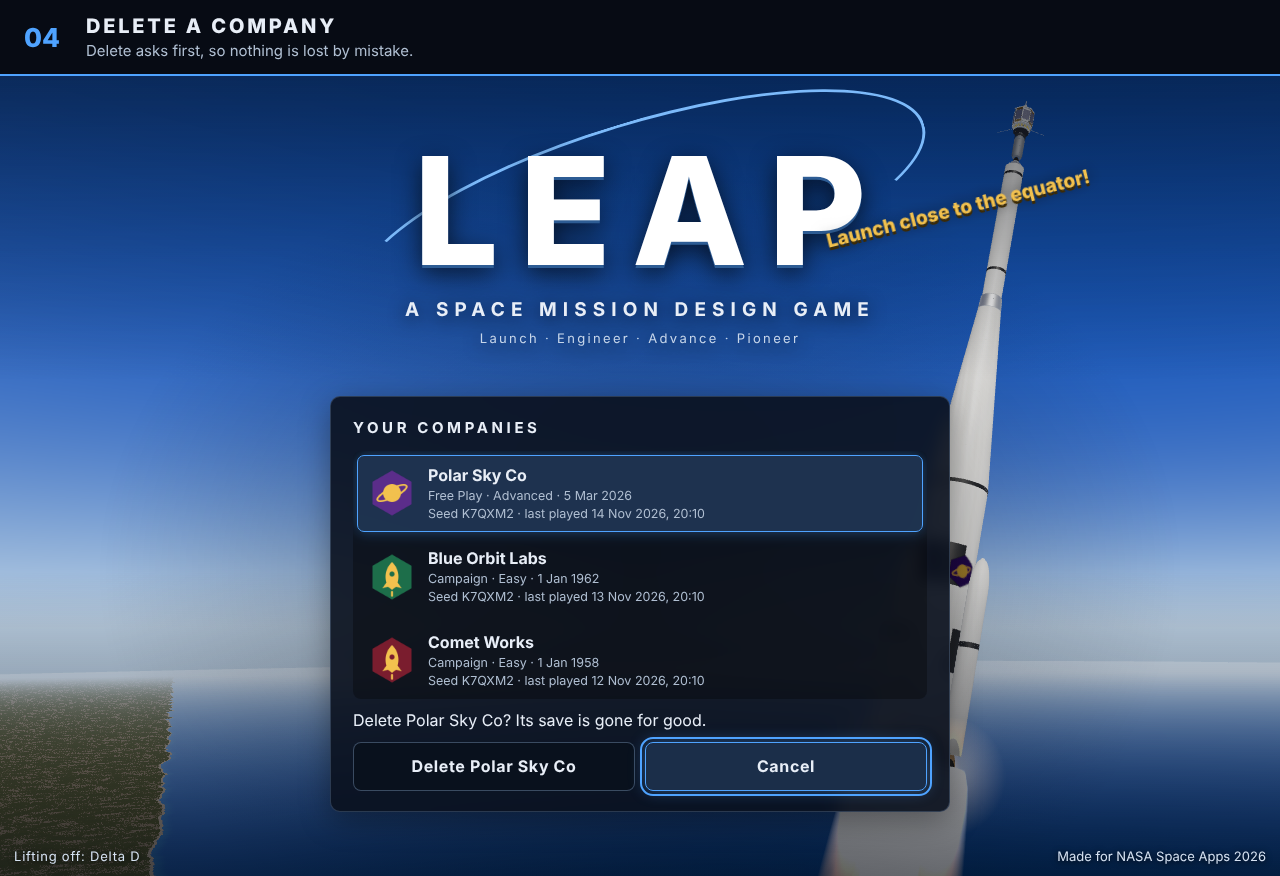 04
DELETE A COMPANY
Delete asks first, so nothing is lost by mistake.
LEAP
Launch close to the equator!
A SPACE MISSION DESIGN GAME
Launch · Engineer · Advance · Pioneer
YOUR COMPANIES
Polar Sky Co
Free Play · Advanced · 5 Mar 2026
Seed K7QXM2 · last played 14 Nov 2026, 20:10
Blue Orbit Labs
Campaign · Easy · 1 Jan 1962
Seed K7QXM2 · last played 13 Nov 2026, 20:10
Comet Works
Campaign · Easy · 1 Jan 1958
Seed K7QXM2 · last played 12 Nov 2026, 20:10
Delete Polar Sky Co? Its save is gone for good.
Delete Polar Sky Co
Cancel
Lifting off: Delta D
Made for NASA Space Apps 2026